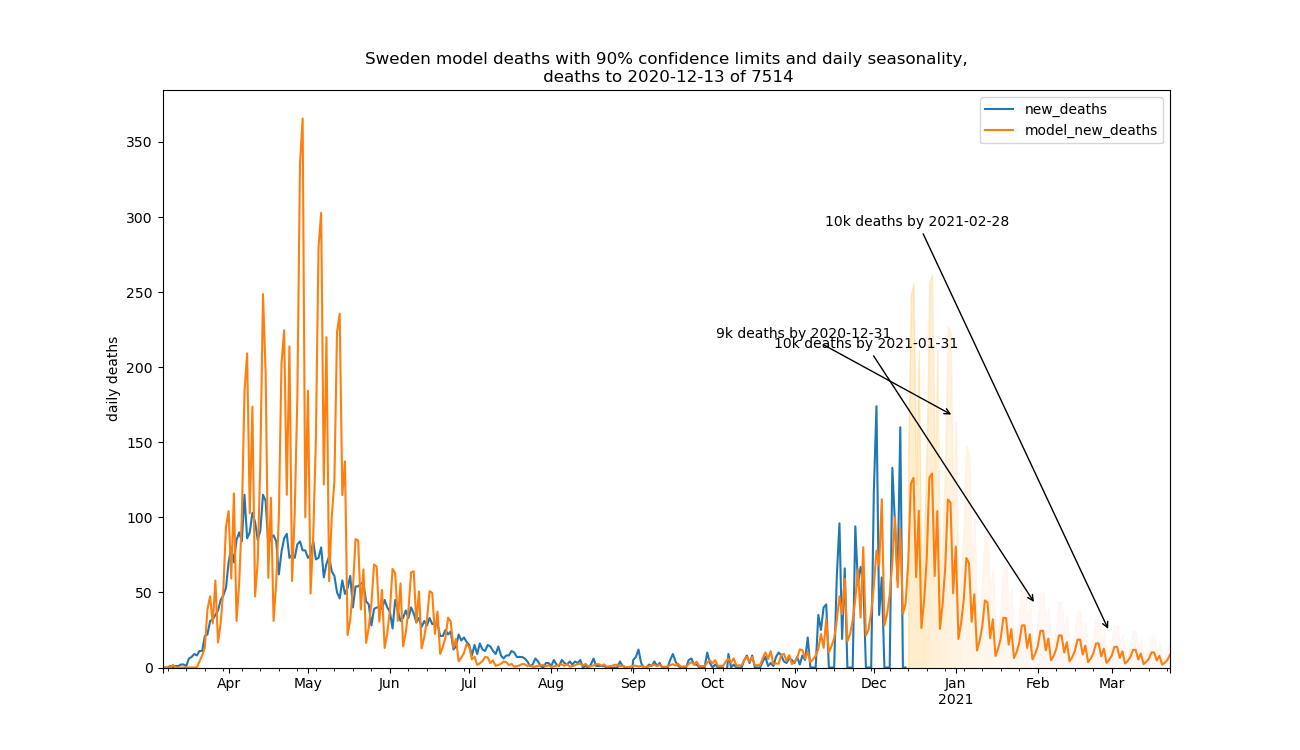 Sweden model deaths with 90% confidence limits and daily seasonality,
deaths to 2020-12-13 of 7514
new_deaths
model_new_deaths
10k deaths by 2021-02-28
9k deaths by 2020-12-31
10k deaths by 2021-01-31
daily deaths
350
300
250
200
150
100
50
0
Apr May Jun Jul Aug Sep Oct Nov Dec Jan Feb Mar
2021